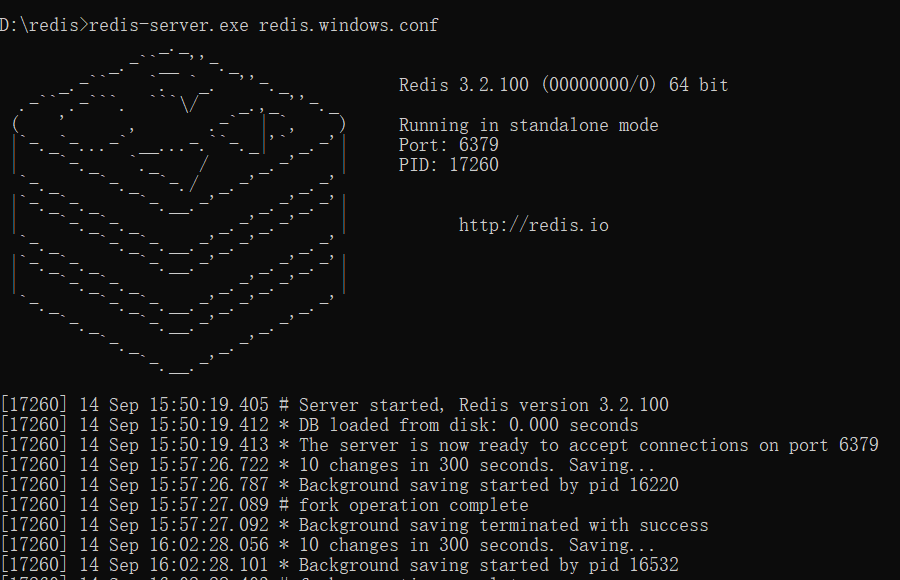 D:\redis>redis-server.exe redis.windows.conf
Redis 3.2.100 (00000000/0) 64 bit
Running in standalone mode
Port: 6379
PID: 17260
http://redis.io
[17260] 14 Sep 15:50:19.405 # Server started, Redis version 3.2.100
[17260] 14 Sep 15:50:19.412 * DB loaded from disk: 0.000 seconds
[17260] 14 Sep 15:50:19.413 * The server is now ready to accept connections on port 6379
[17260] 14 Sep 15:57:26.722 * 10 changes in 300 seconds. Saving...
[17260] 14 Sep 15:57:26.787 * Background saving started by pid 16220
[17260] 14 Sep 15:57:27.089 # fork operation complete
[17260] 14 Sep 15:57:27.092 * Background saving terminated with success
[17260] 14 Sep 16:02:28.056 * 10 changes in 300 seconds. Saving...
[17260] 14 Sep 16:02:28.101 * Background saving started by pid 16532